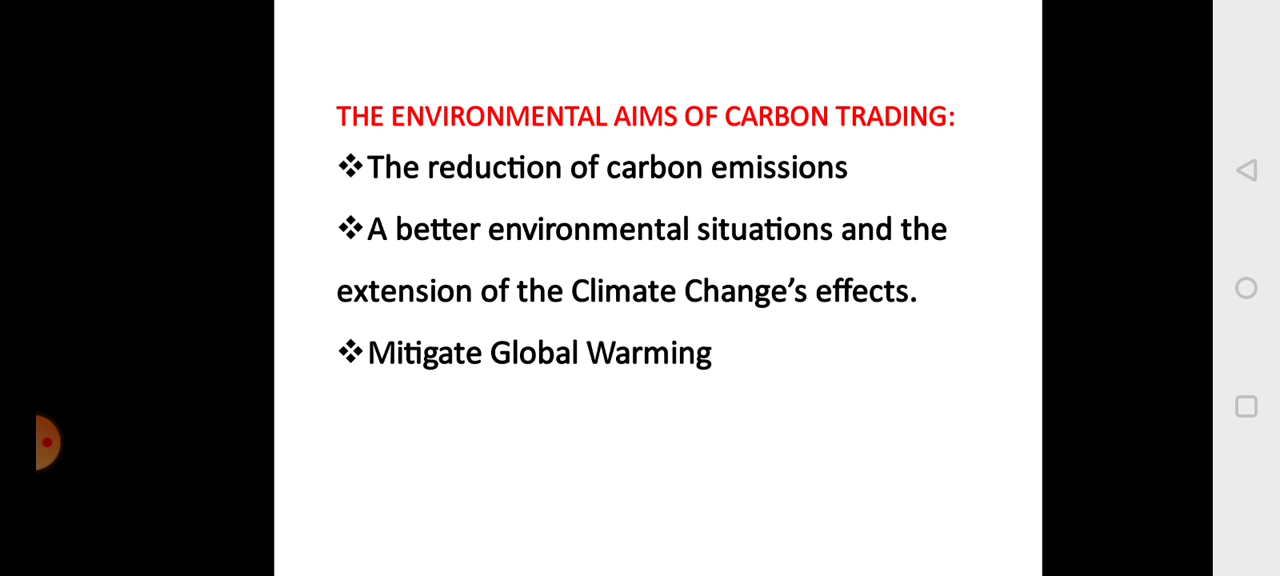 THE ENVIRONMENTAL AIMS OF CARBON TRADING:
❖The reduction of carbon emissions
❖A better environmental situations and the
extension of the Climate Change’s effects.
❖Mitigate Global Warming